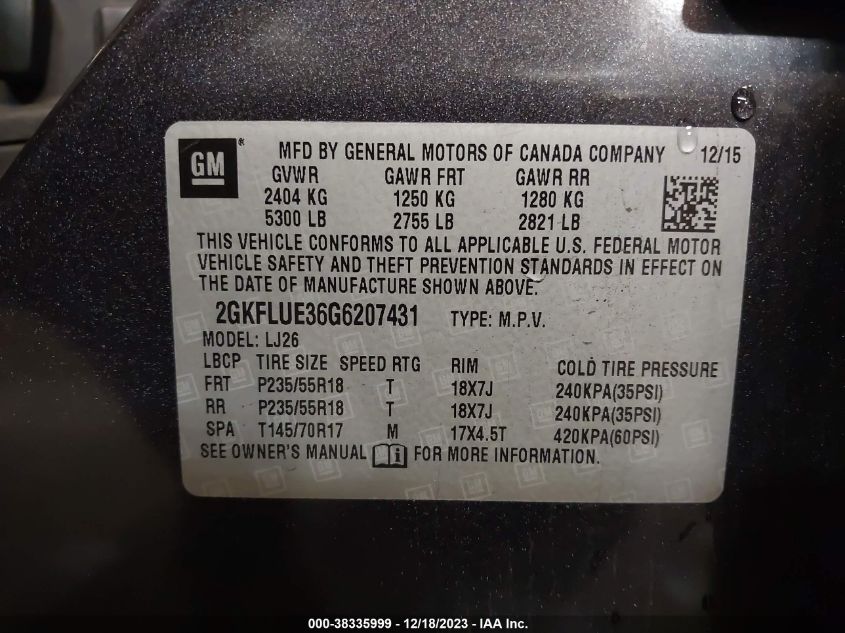 GM
MFD BY GENERAL MOTORS OF CANADA COMPANY 12/15
GVWR GAWR FRT GAWR RR
2404 KG 1250 KG 1280 KG
5300 LB 2755 LB 2821 LB
THIS VEHICLE CONFORMS TO ALL APPLICABLE U.S. FEDERAL MOTOR
VEHICLE SAFETY AND THEFT PREVENTION STANDARDS IN EFFECT ON
THE DATE OF MANUFACTURE SHOWN ABOVE.
2GKFLUE36G6207431 TYPE: M.P.V.
MODEL: LJ26
LBCP TIRE SIZE SPEED RTG RIM COLD TIRE PRESSURE
FRT P235/55R18 T 18X7J 240KPA(35PSI)
RR P235/55R18 T 18X7J 240KPA(35PSI)
SPA T145/70R17 M 17X4.5T 420KPA(60PSI)
SEE OWNER'S MANUAL i FOR MORE INFORMATION.
000-38335999 - 12/18/2023 - IAA Inc.